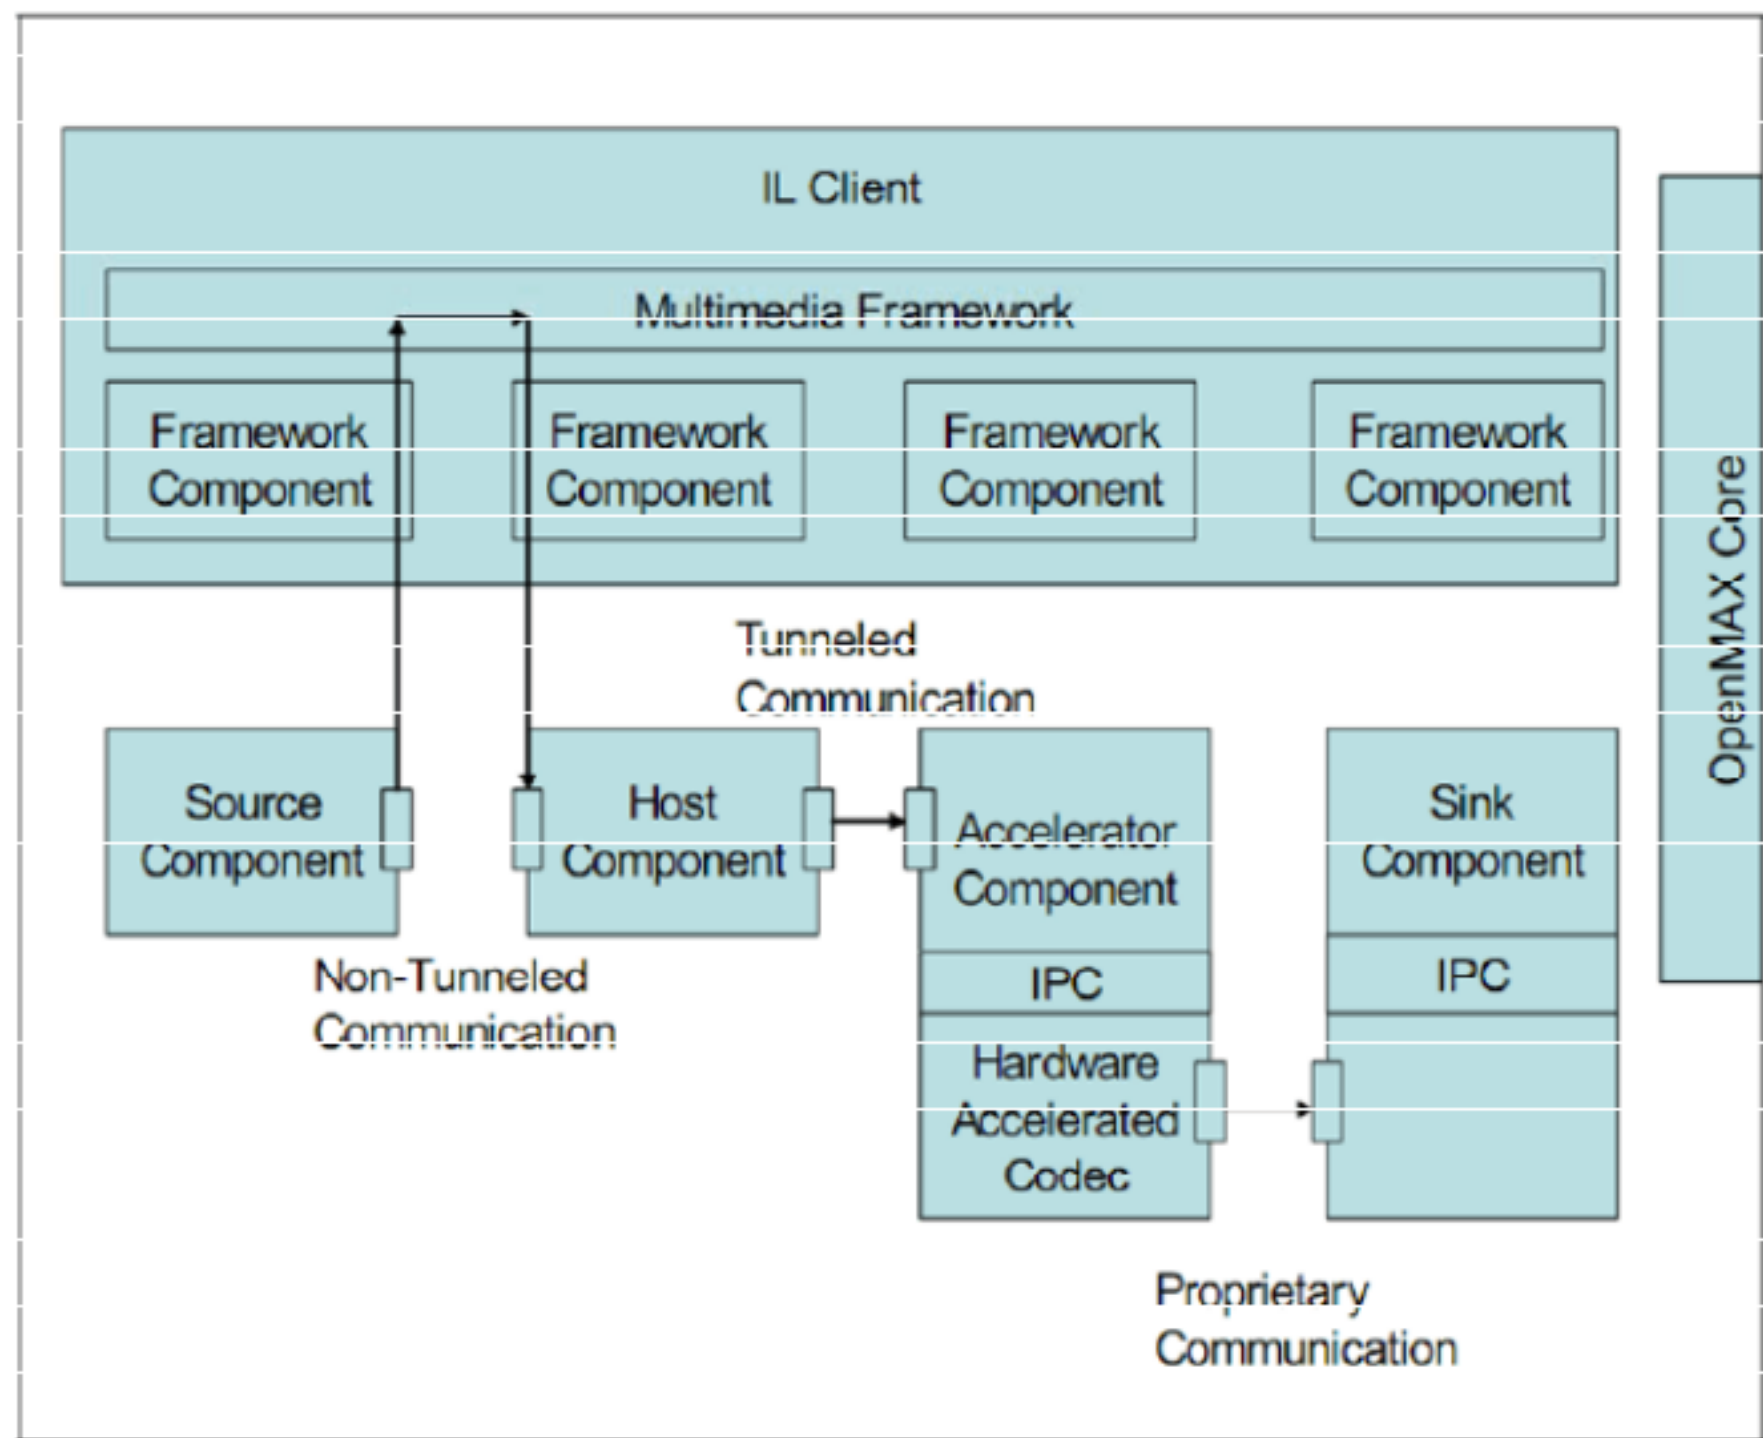 IL Client
Multimedia Framework
Framework
Component
Framework
Component
Framework
Component
Framework
Component
OpenMAX Core
Tunneled
Communication
Source
Component
Host
Component
Accelerator
Component
Sink
Component
Non-Tunneled
Communication
IPC
IPC
Hardware
Accelerated
Codec
Proprietary
Communication